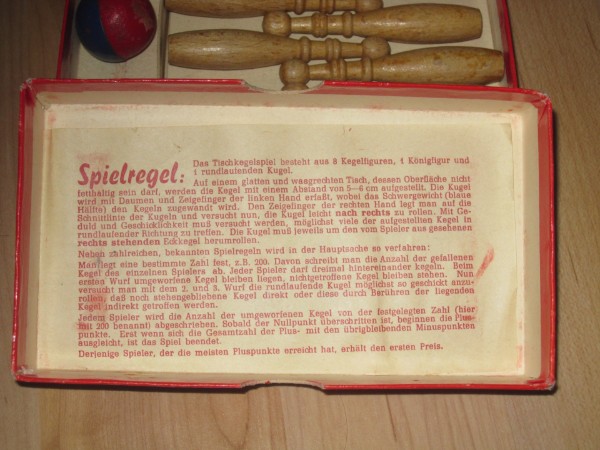 Spielregel:
Das Tischkegelspiel besteht aus 8 Kegelfiguren, 1 Königfigur und
1 rundlaufenden Kugel.
Auf einem glatten und waagrechten Tisch, dessen Oberfläche nicht
fetthältig sein darf, werden die Kegel mit einem Abstand von 5—6 cm aufgestellt. Die Kugel
wird mit Daumen und Zeigefinger der linken Hand erfaßt, wobei das Schwergewicht (blaue
Hälfte) den Kegeln zugewandt wird. Den Zeigefinger der rechten Hand legt man auf die
Schnittlinie der Kugeln und versucht nun, die Kugel leicht nach rechts zu rollen. Mit Ge-
duld und Geschicklichkeit muß versucht werden, möglichst viele der aufgestellten Kegel in
rundlaufender Richtung zu treffen. Die Kugel muß jeweils um den vom Spieler aus gesehenen
rechts stehenden Eckkegel herumrollen.
Neben zahlreichen, bekannten Spielregeln wird in der Hauptsache so verfahren:
Man legt eine bestimmte Zahl fest, z.B. 200. Davon schreibt man die Anzahl der gefallenen
Kegel des einzelnen Spielers ab. Jeder Spieler darf dreimal hintereinander kegeln. Beim
ersten Wurf umgeworfene Kegel bleiben liegen, nichtgetroffene Kegel bleiben stehen. Nun
versucht man mit dem 2. und 3. Wurf die rundlaufende Kugel möglichst so geschickt anzu-
rollen, daß noch stehengebliebene Kegel direkt oder diese durch Berühren der liegenden
Kegel indirekt getroffen werden.
Jedem Spieler wird die Anzahl der umgeworfenen Kegel von der festgelegten Zahl (hier
mit 200 benannt) abgeschrieben. Sobald der Nullpunkt überschritten ist, beginnen die Plus-
punkte. Erst wenn sich die Gesamtzahl der Plus- mit den übrigbleibenden Minuspunkten
ausgleicht, ist das Spiel beendet.
Derjenige Spieler, der die meisten Pluspunkte erreicht hat, erhält den ersten Preis.